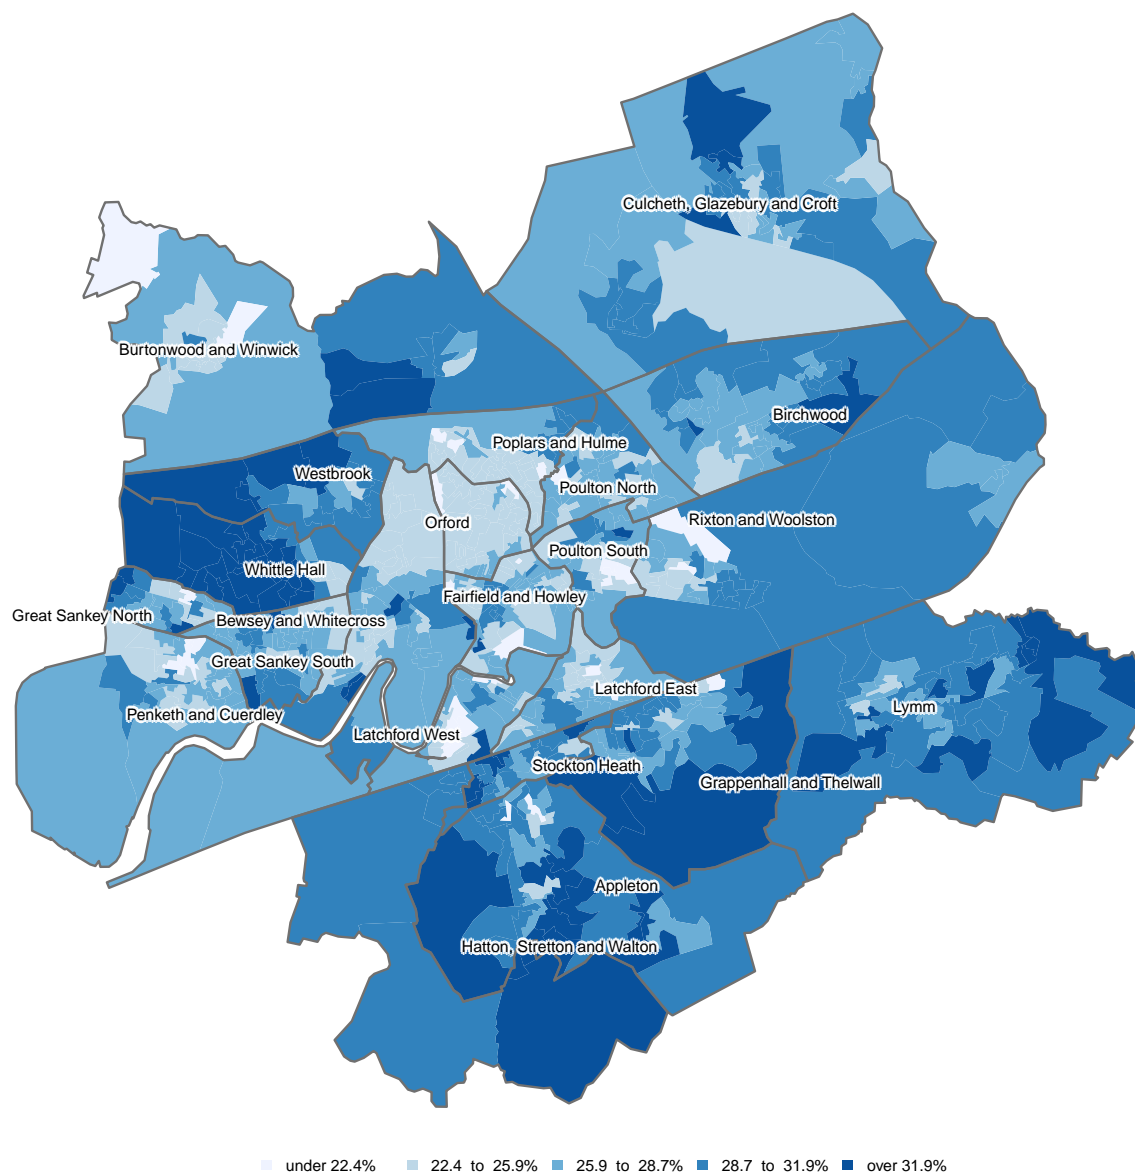 Culcheth, Glazebury and Croft
Burtonwood and Winwick
Birchwood
Poplars and Hulme
Westbrook
Poulton North
Orford
Rixton and Woolston
Poulton South
Whittle Hall
Fairfield and Howley
Great Sankey North
Bewsey and Whitecross
Great Sankey South
Latchford East
Lymm
Penketh and Cuerdley
Latchford West
Stockton Heath
Grappenhall and Thelwall
Appleton
Hatton, Stretton and Walton
under 22.4% 22.4 to 25.9% 25.9 to 28.7% 28.7 to 31.9% over 31.9%